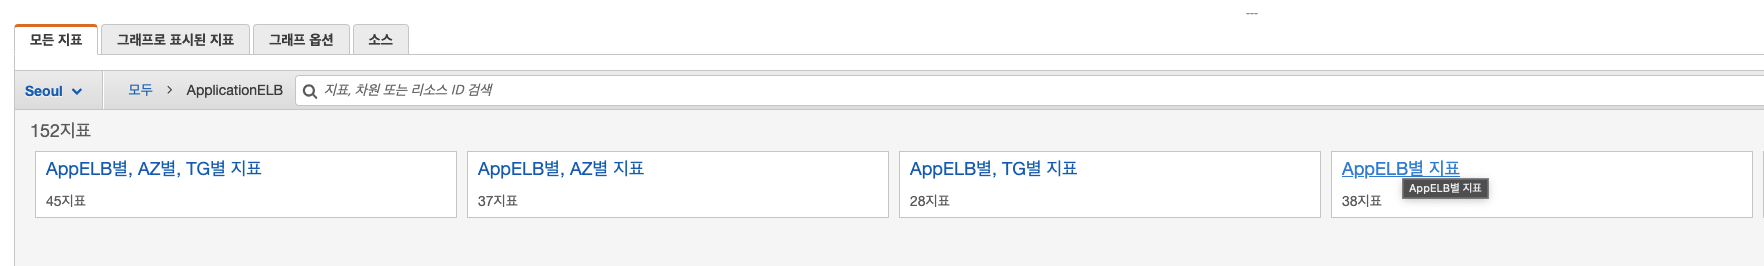 ---
모든 지표 그래프로 표시된 지표 그래프 옵션 소스
Seoul 모두 > ApplicationELB 지표, 차원 또는 리소스 ID 검색
152지표
AppELB별, AZ별, TG별 지표
45지표
AppELB별, AZ별 지표
37지표
AppELB별, TG별 지표
28지표
AppELB별 지표
AppELB별 지표
38지표